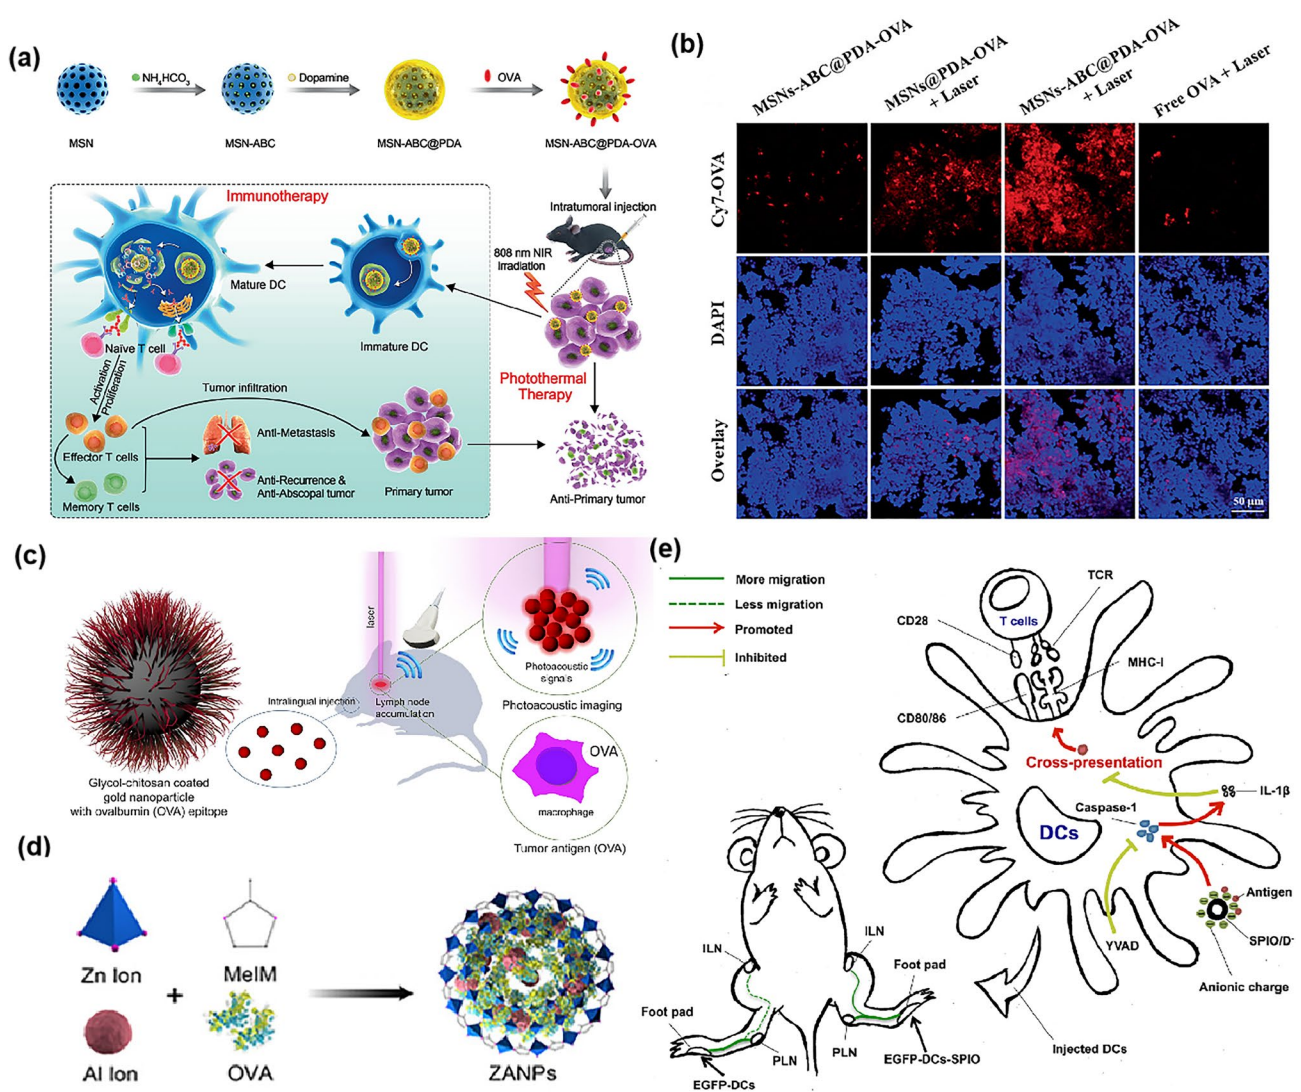 (a)
NH4HCO3
Dopamine
OVA
MSN
MSN-ABC
MSN-ABC@PDA
MSN-ABC@PDA-OVA
Immunotherapy
Intratumoral injection
808 nm NIR
Irradiation
Mature DC
Immature DC
Naïve T cell
Activation
Proliferation
Photothermal
Therapy
Tumor infiltration
Effector T cells
Anti-Metastasis
Memory T cells
Anti-Recurrence &
Anti-Abscopal tumor
Primary tumor
Anti-Primary tumor
(b)
MSNs-ABC@PDA-OVA
MSNs@PDA-OVA
+ Laser
MSNs-ABC@PDA-OVA
+ Laser
Free OVA + Laser
Cy7-OVA
DAPI
Overlay
50 μm
(c)
laser
Intralingual injection
Lymph node
accumulation
Photoacoustic
signals
Photoacoustic imaging
OVA
macrophage
Tumor antigen (OVA)
Glycol-chitosan coated
gold nanoparticle
with ovalbumin (OVA) epitope
(d)
Zn Ion
MeIM
+
Al Ion
OVA
ZANPs
(e)
More migration
Less migration
Promoted
Inhibited
TCR
CD28
T cells
MHC-I
CD80/86
Cross-presentation
IL-1β
Caspase-1
DCs
Antigen
SPIO/D-
YVAD
Anionic charge
Injected DCs
ILN
ILN
Foot pad
Foot pad
PLN
PLN
EGFP-DCs-SPIO
EGFP-DCs